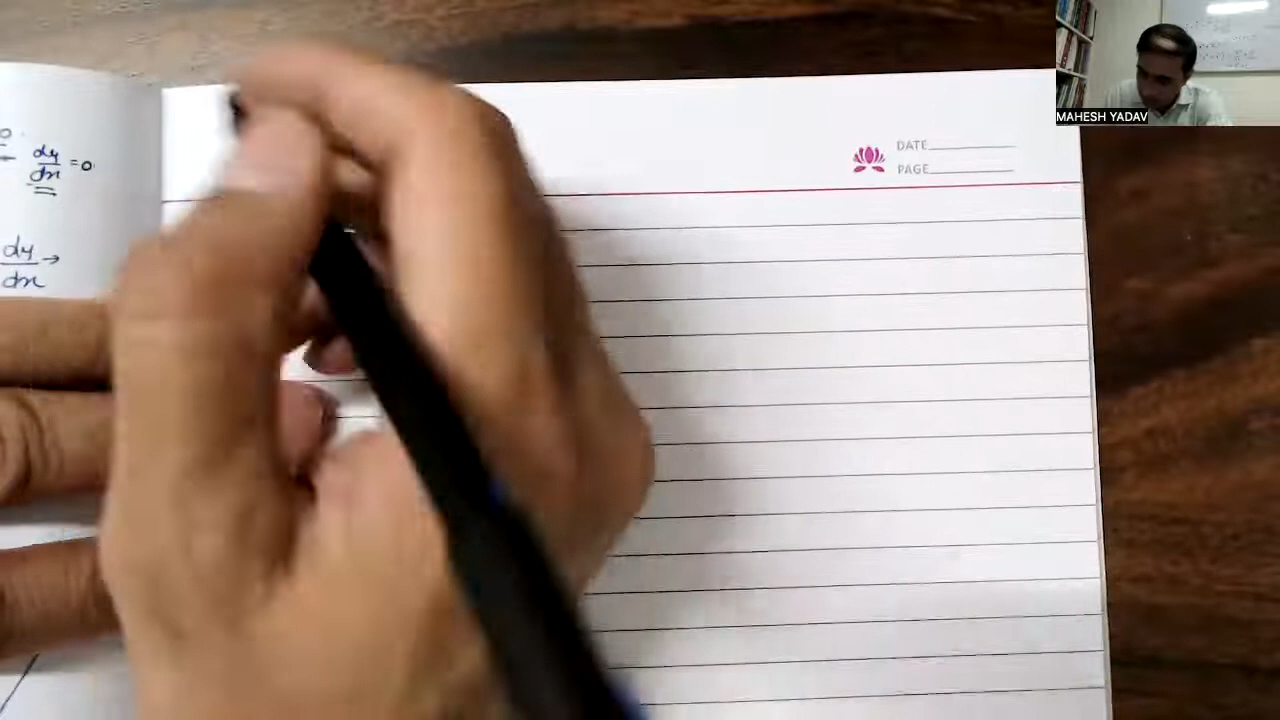 dy/dx = 0
dy/dx →
DATE
PAGE
MAHESH YADAV